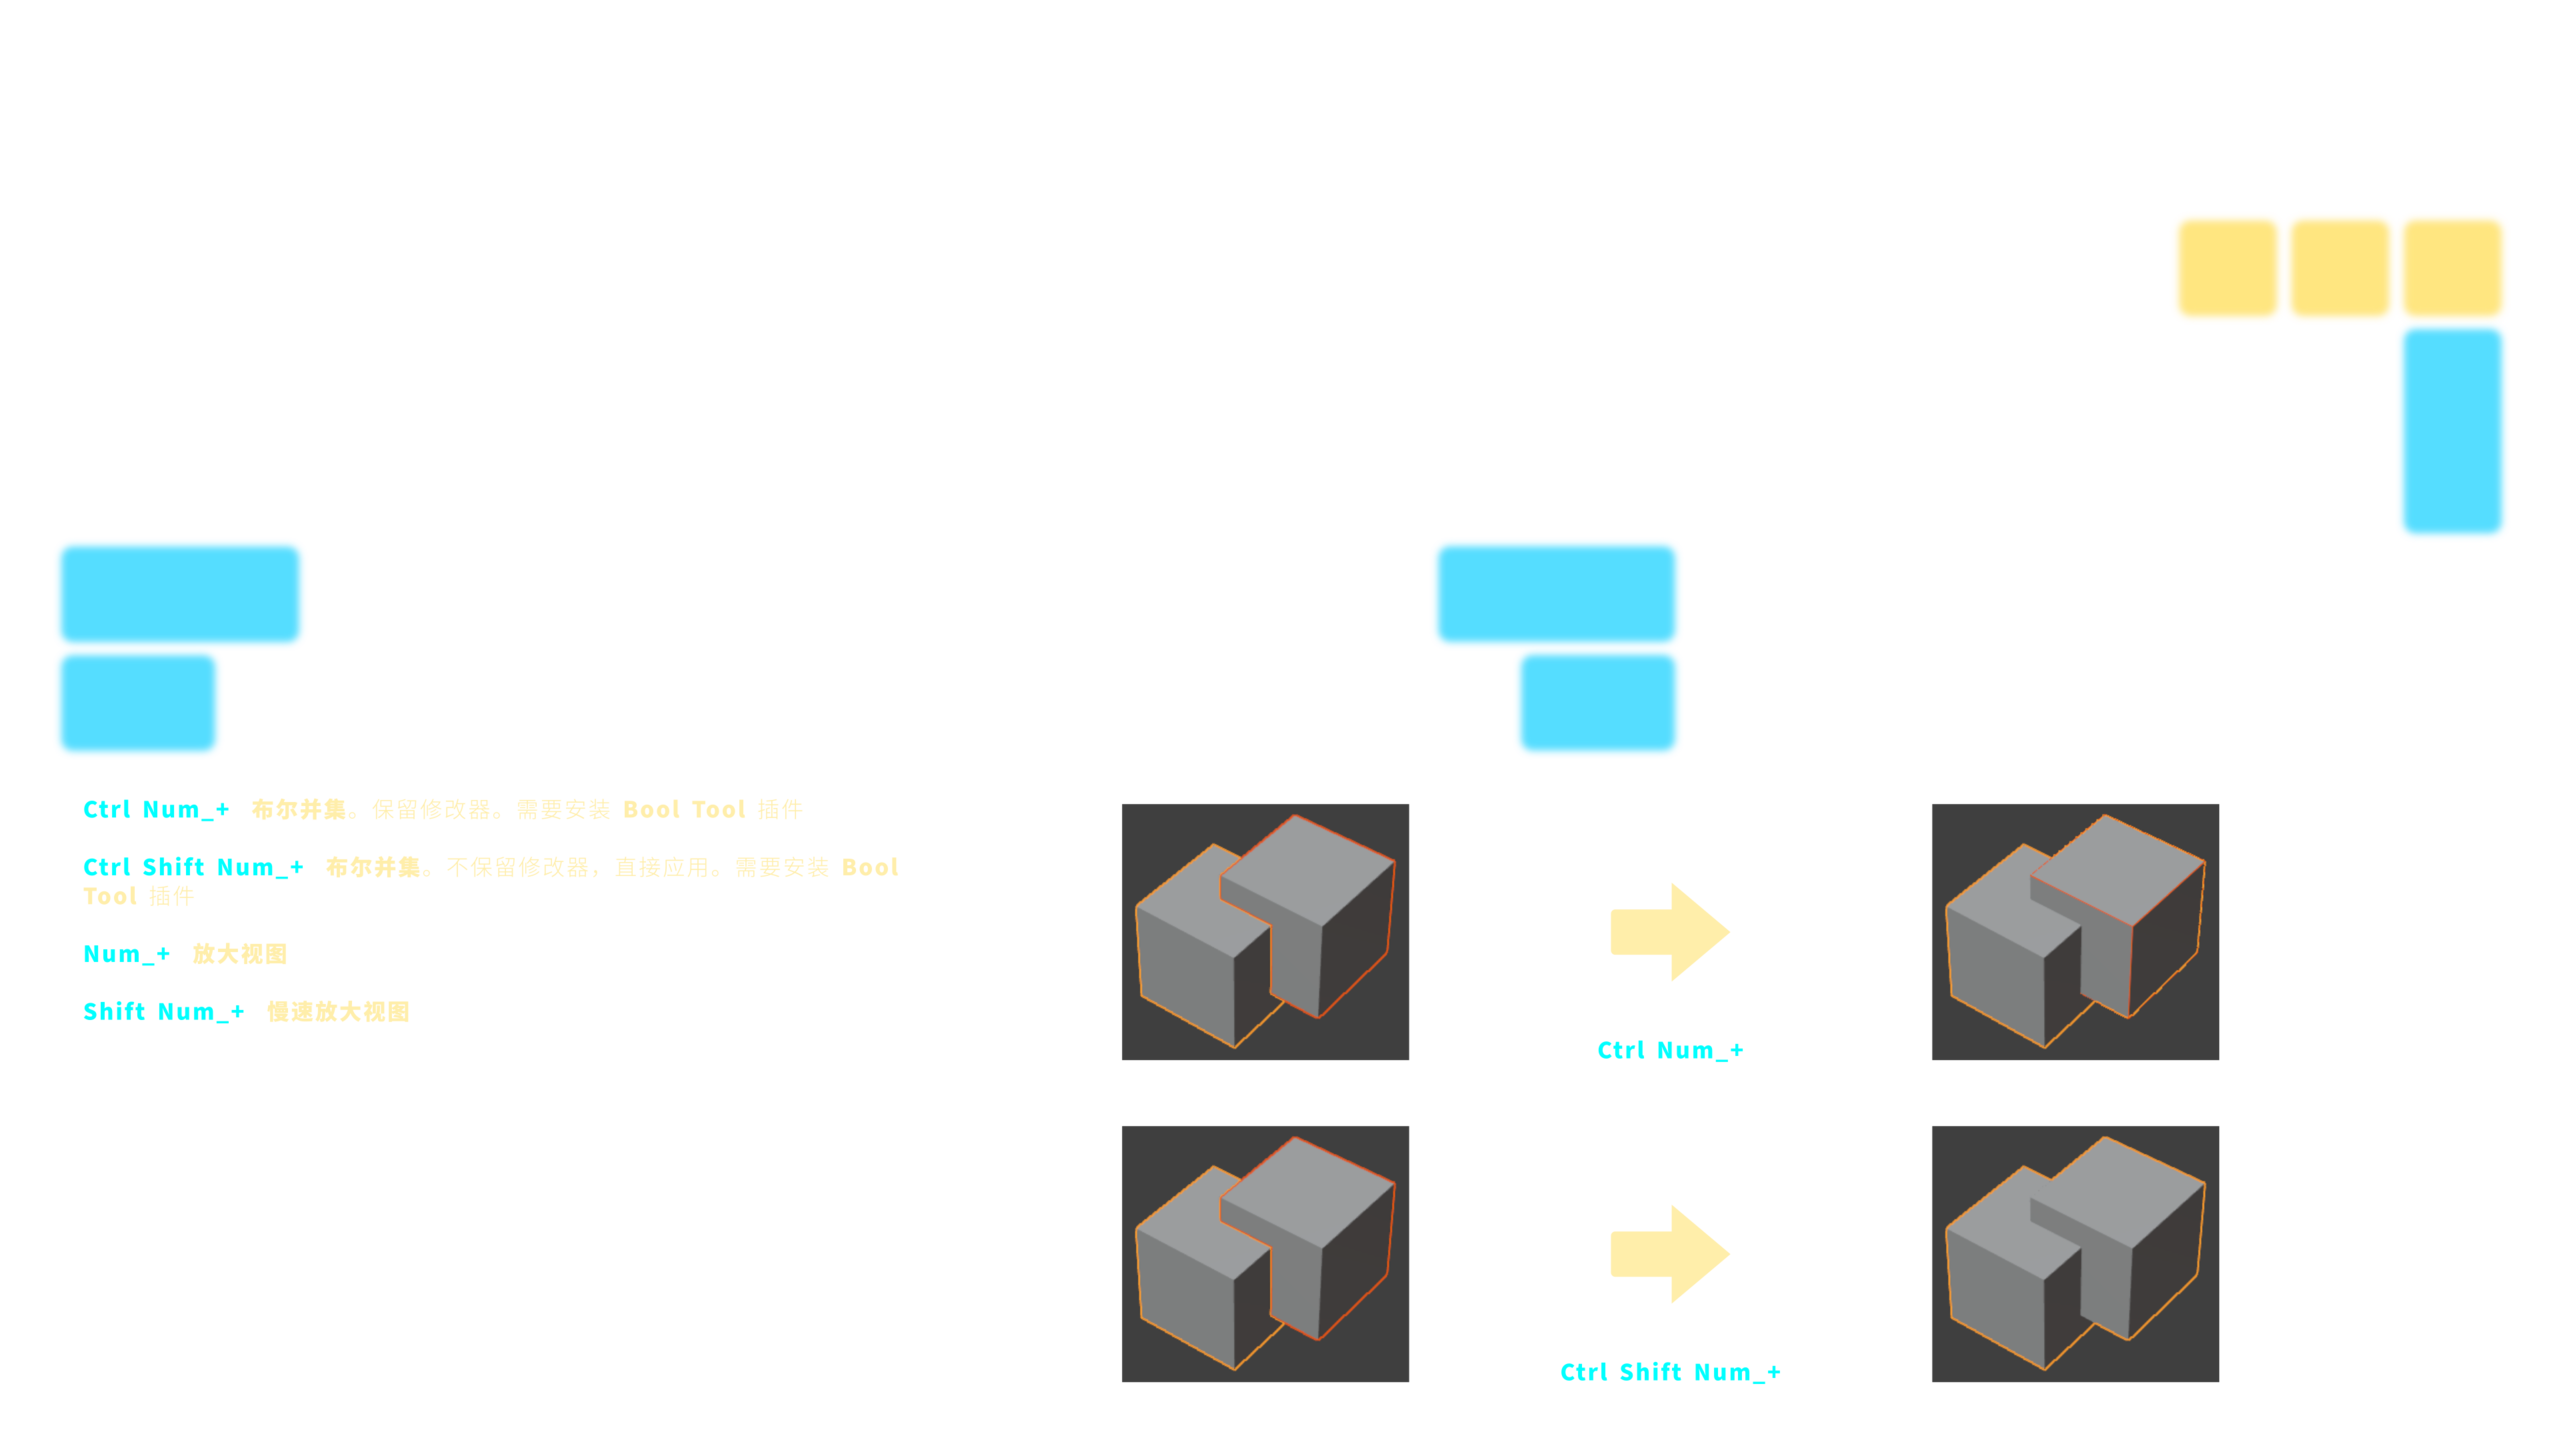 Ctrl Num_+ 布尔并集。保留修改器。需要安装 Bool Tool 插件
Ctrl Shift Num_+ 布尔并集。不保留修改器，直接应用。需要安装 Bool
Tool 插件
Num_+ 放大视图
Shift Num_+ 慢速放大视图
Ctrl Num_+
Ctrl Shift Num_+